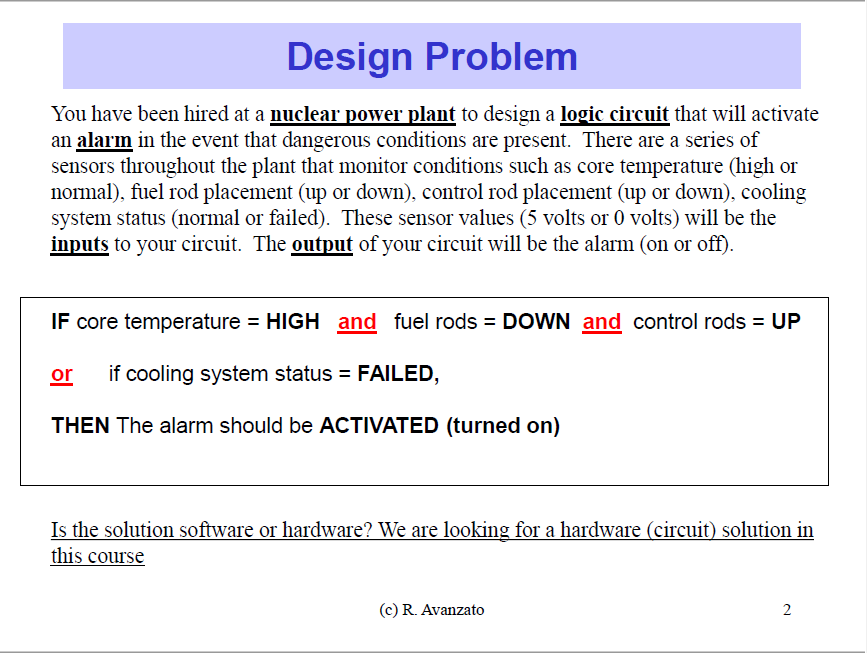 Design Problem
You have been hired at a nuclear power plant to design a logic circuit that will activate
an alarm in the event that dangerous conditions are present.  There are a series of
sensors throughout the plant that monitor conditions such as core temperature (high or
normal), fuel rod placement (up or down), control rod placement (up or down), cooling
system status (normal or failed).  These sensor values (5 volts or 0 volts) will be the
inputs to your circuit.  The output of your circuit will be the alarm (on or off).
IF core temperature = HIGH and fuel rods = DOWN and control rods = UP
or if cooling system status = FAILED,
THEN The alarm should be ACTIVATED (turned on)
Is the solution software or hardware? We are looking for a hardware (circuit) solution in
this course
(c) R. Avanzato 2